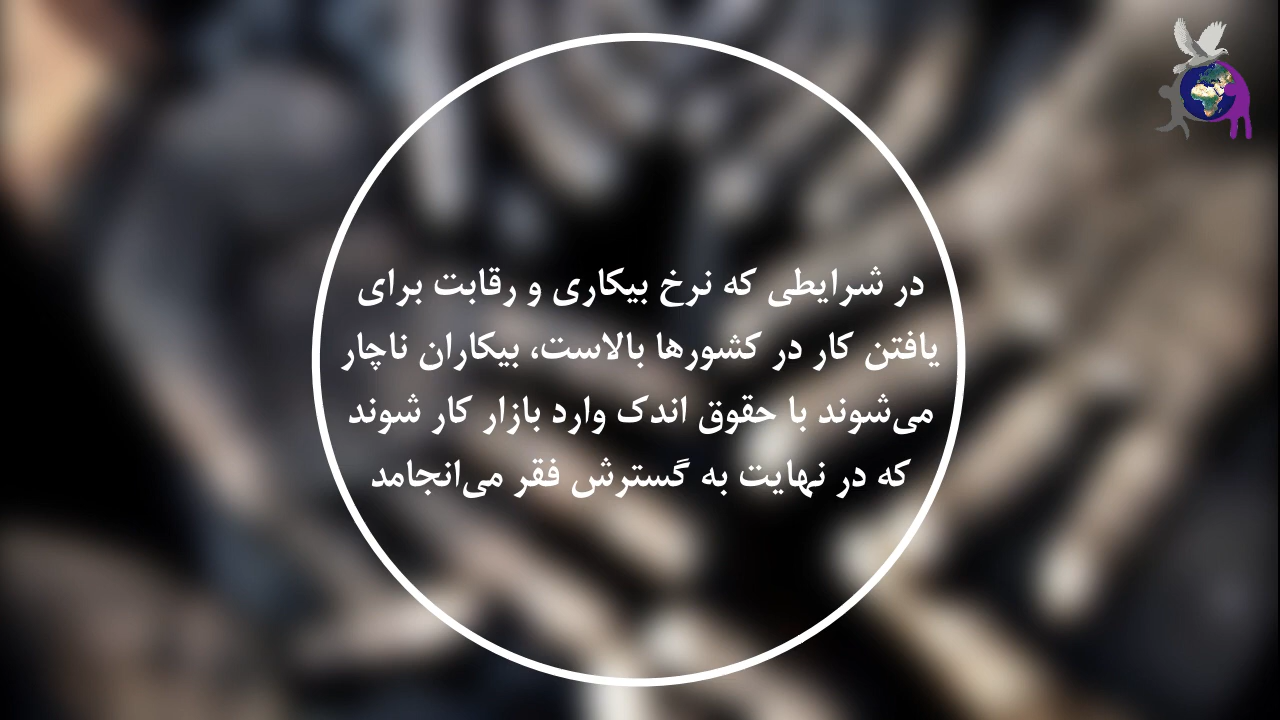 در شرایطی که نرخ بیکاری و رقابت برای
یافتن کار در کشورها بالاست، بیکاران ناچار
می‌شوند با حقوق اندک وارد بازار کار شوند
که در نهایت به گسترش فقر می‌انجامد